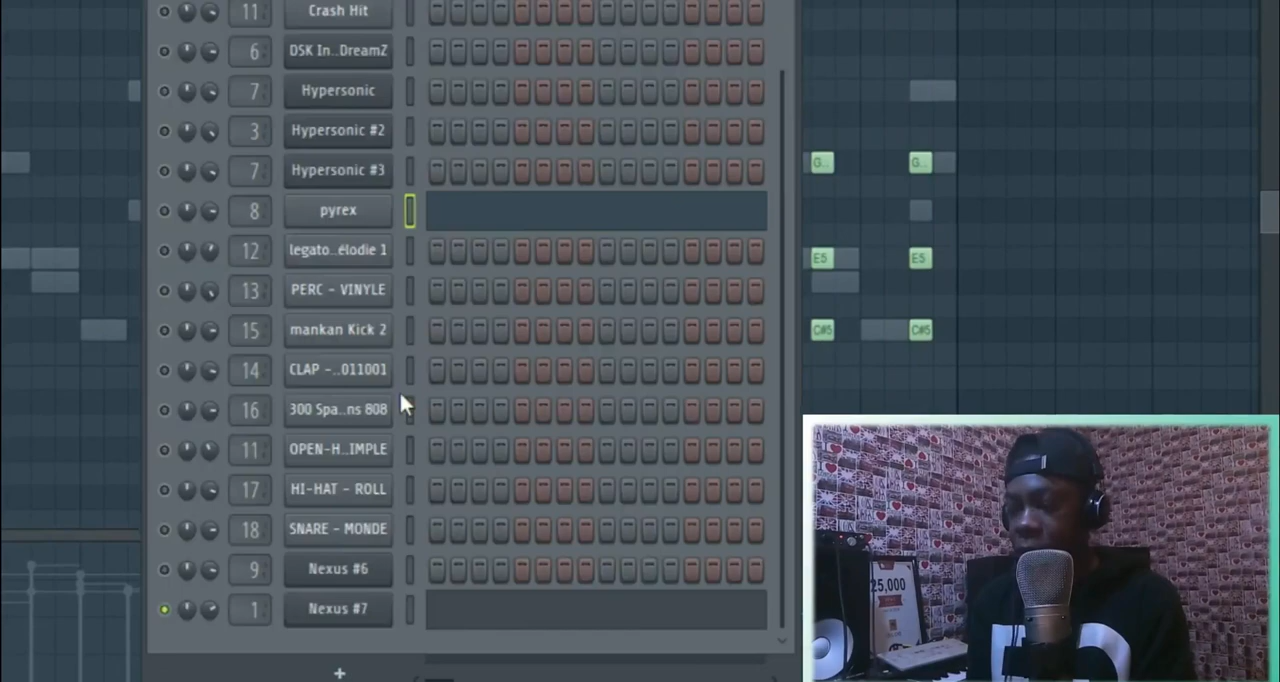 11 Crash Hit
6 DSK In..DreamZ
7 Hypersonic
3 Hypersonic #2
7 Hypersonic #3
8 pyrex
12 legato..élodie 1
13 PERC - VINYLE
15 mankan Kick 2
14 CLAP -..011001
16 300 Spa..ns 808
11 OPEN-H..IMPLE
17 HI-HAT - ROLL
18 SNARE - MONDE
9 Nexus #6
1 Nexus #7
+
G.. G..
E5 E5
C#5 C#5
25,000